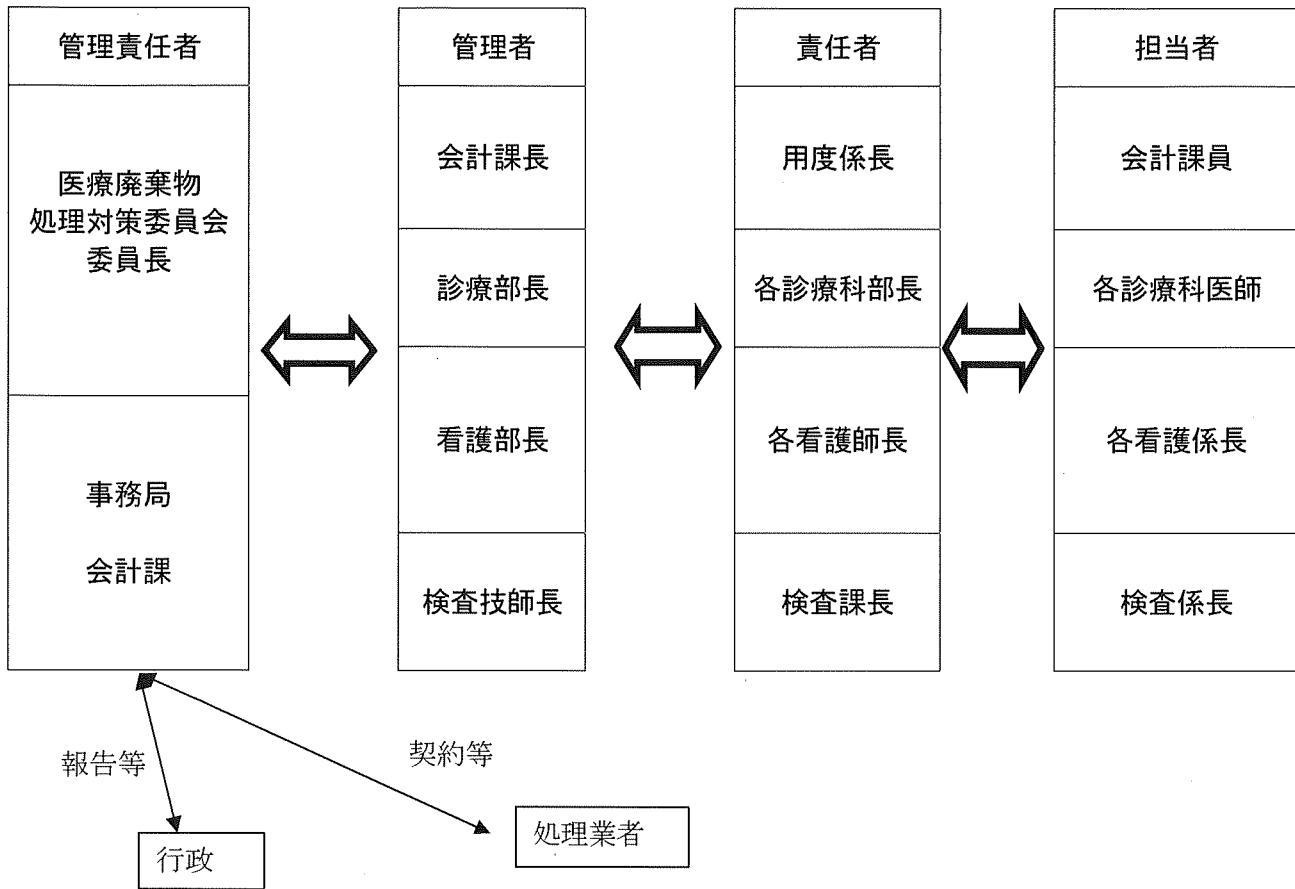 管理責任者
医療廃棄物
処理対策委員会
委員長
事務局
会計課
管理者
会計課長
診療部長
看護部長
検査技師長
責任者
用度係長
各診療科部長
各看護師長
検査課長
担当者
会計課員
各診療科医師
各看護係長
検査係長
報告等
契約等
行政
処理業者